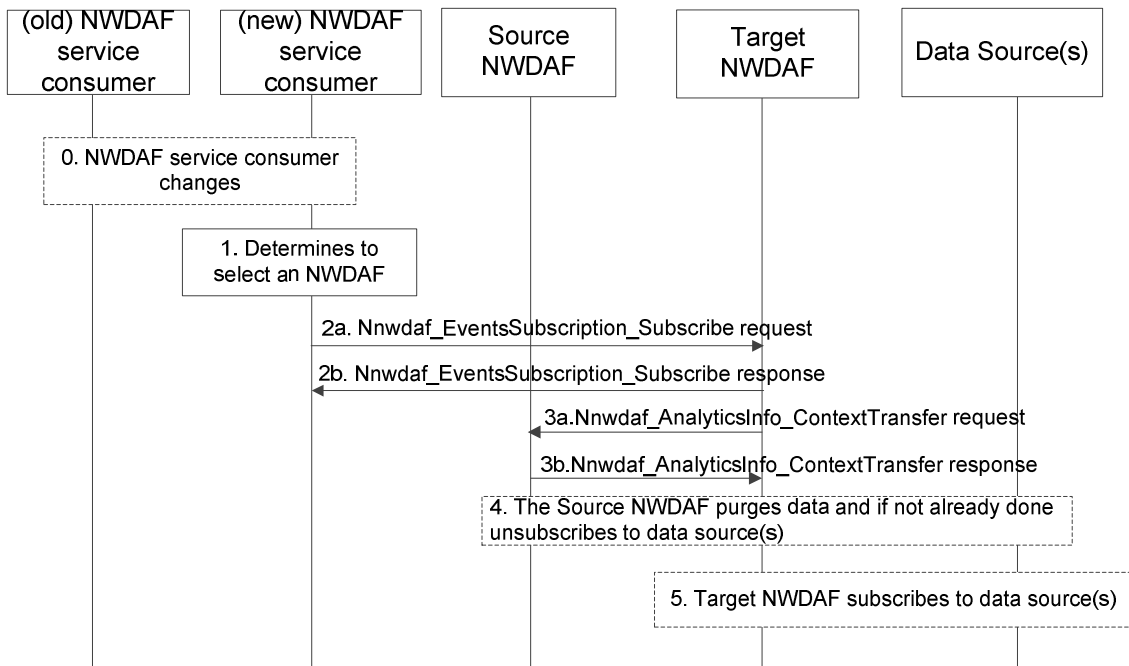 (old) NWDAF
service
consumer
(new) NWDAF
service
consumer
Source
NWDAF
Target
NWDAF
Data Source(s)
0. NWDAF service consumer
changes
1. Determines to
select an NWDAF
2a. Nnwdaf_EventsSubscription_Subscribe request
2b. Nnwdaf_EventsSubscription_Subscribe response
3a.Nnwdaf_AnalyticsInfo_ContextTransfer request
3b.Nnwdaf_AnalyticsInfo_ContextTransfer response
4. The Source NWDAF purges data and if not already done
unsubscribes to data source(s)
5. Target NWDAF subscribes to data source(s)